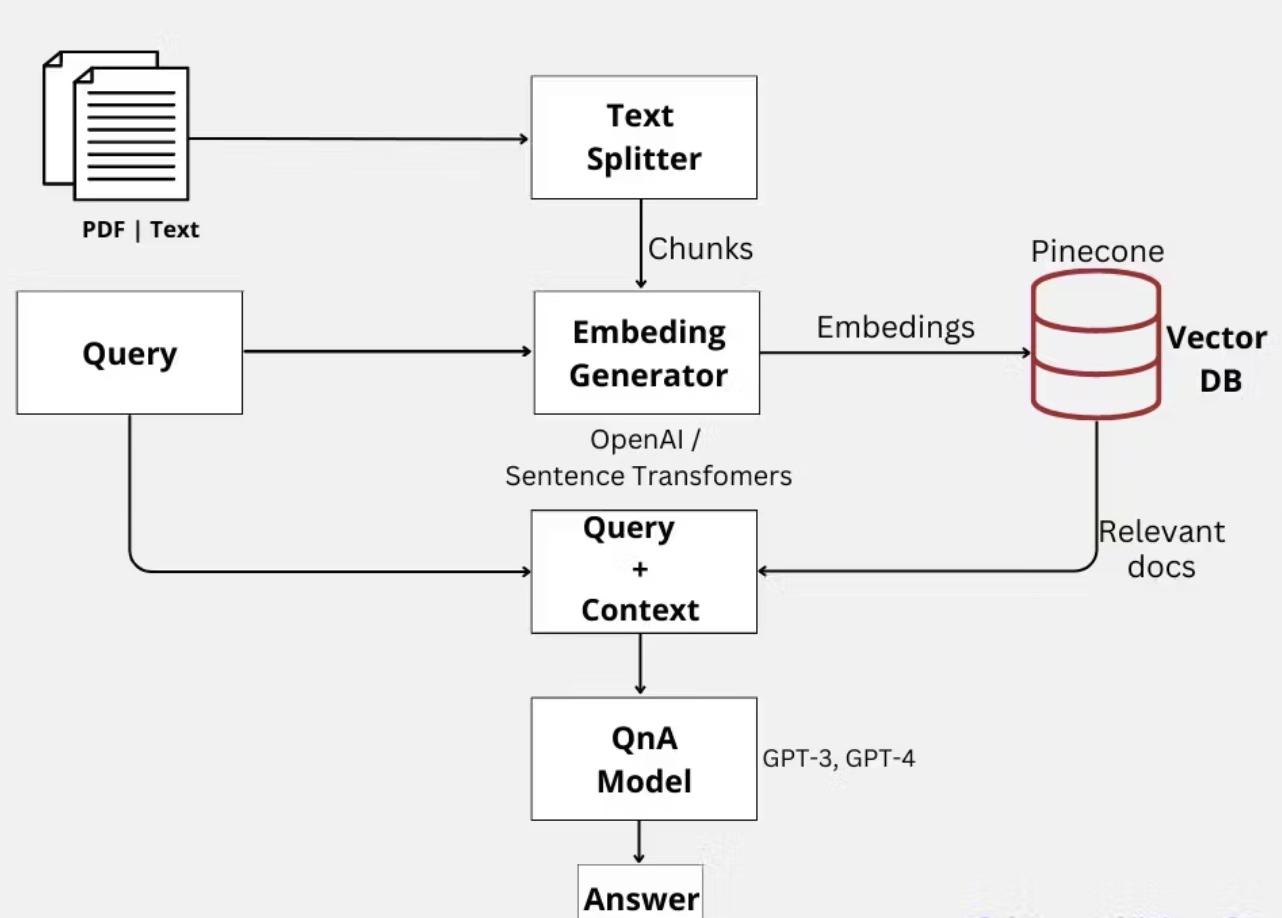 Text
Splitter
PDF | Text
Chunks
Pinecone
Query
Embeding
Generator
Embedings
Vector
DB
OpenAI /
Sentence Transfomers
Query
+
Context
Relevant
docs
QnA
Model
GPT-3, GPT-4
Answer